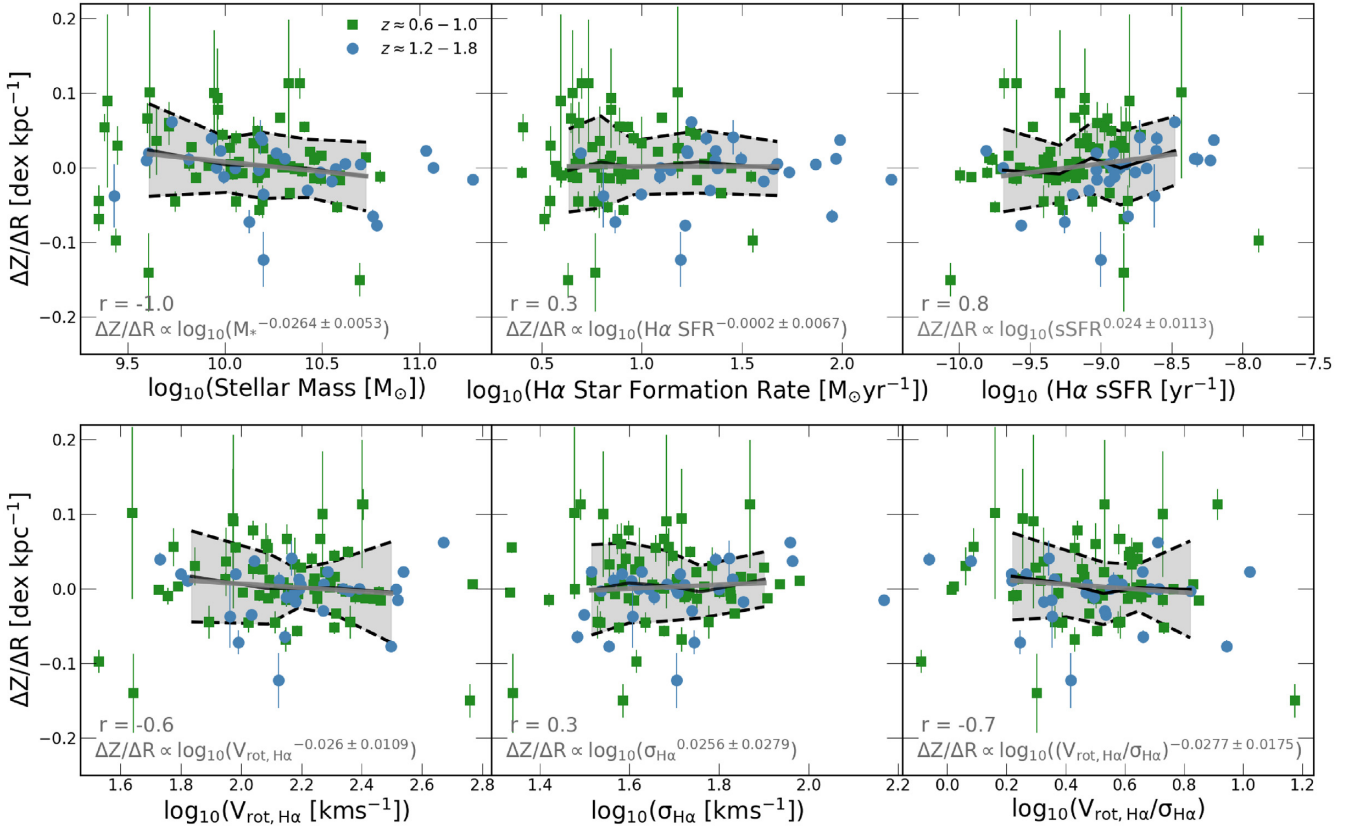 0.2
0.1
0.0
−0.1
−0.2
ΔZ/ΔR [dex kpc⁻¹]
z ≈ 0.6 − 1.0
z ≈ 1.2 − 1.8
r = -1.0
ΔZ/ΔR ∝ log₁₀(M*^−0.0264 ± 0.0053)
9.5 10.0 10.5 11.0
log₁₀(Stellar Mass [M⊙])
r = 0.3
ΔZ/ΔR ∝ log₁₀(Hα SFR^−0.0002 ± 0.0067)
0.5 1.0 1.5 2.0
log₁₀(Hα Star Formation Rate [M⊙yr⁻¹)
r = 0.8
ΔZ/ΔR ∝ log₁₀(sSFR^0.024 ± 0.0113)
−10.0 −9.5 −9.0 −8.5 −8.0 −7.5
log₁₀ (Hα sSFR [yr⁻¹])
0.2
0.1
0.0
−0.1
−0.2
ΔZ/ΔR [dex kpc⁻¹]
r = -0.6
ΔZ/ΔR ∝ log₁₀(V_rot, Hα^−0.026 ± 0.0109)
1.6 1.8 2.0 2.2 2.4 2.6 2.8
log₁₀(V_rot, Hα [kms⁻¹])
r = 0.3
ΔZ/ΔR ∝ log₁₀(σ_Hα^0.0256 ± 0.0279)
1.4 1.6 1.8 2.0 2.2
log₁₀(σ_Hα [kms⁻¹])
r = -0.7
ΔZ/ΔR ∝ log₁₀((V_rot, Hα/σ_Hα)^−0.0277 ± 0.0175)
0.0 0.2 0.4 0.6 0.8 1.0 1.2
log₁₀(V_rot, Hα/σ_Hα)